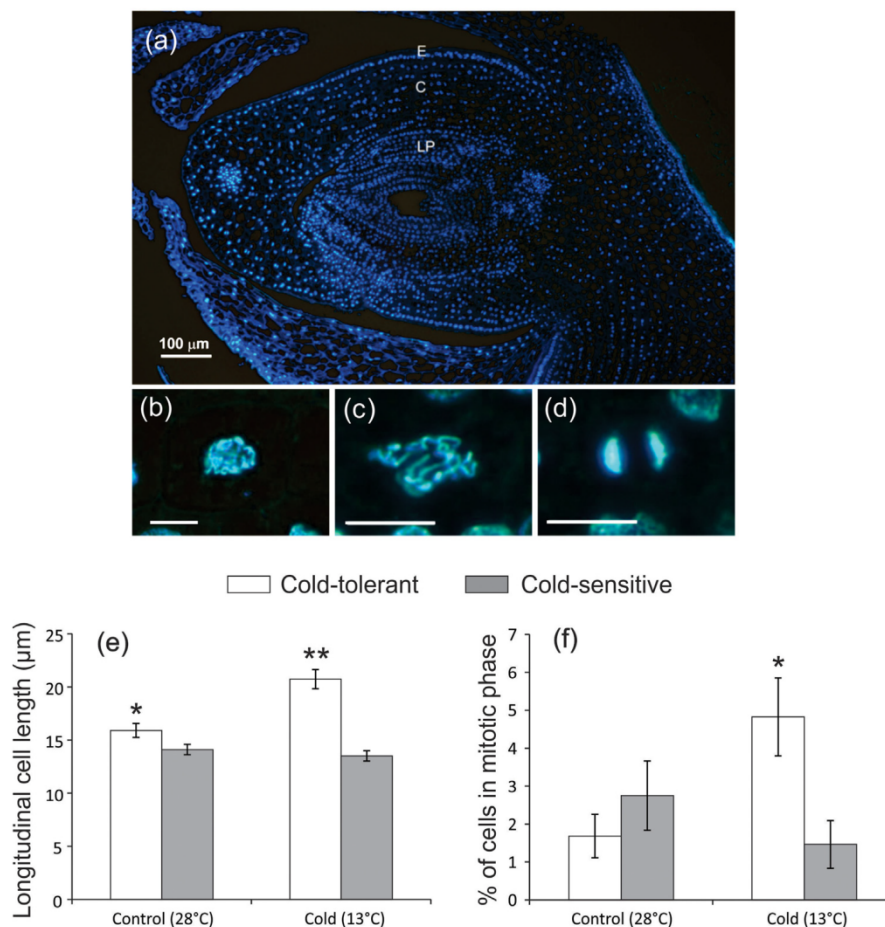 (a)
E
C
LP
100 µm
(b)
(c)
(d)
Cold-tolerant
Cold-sensitive
(e)
Longitudinal cell length (µm)
25
20
15
10
5
0
*
**
Control (28°C)
Cold (13°C)
(f)
% of cells in mitotic phase
7
6
5
4
3
2
1
0
*
Control (28°C)
Cold (13°C)